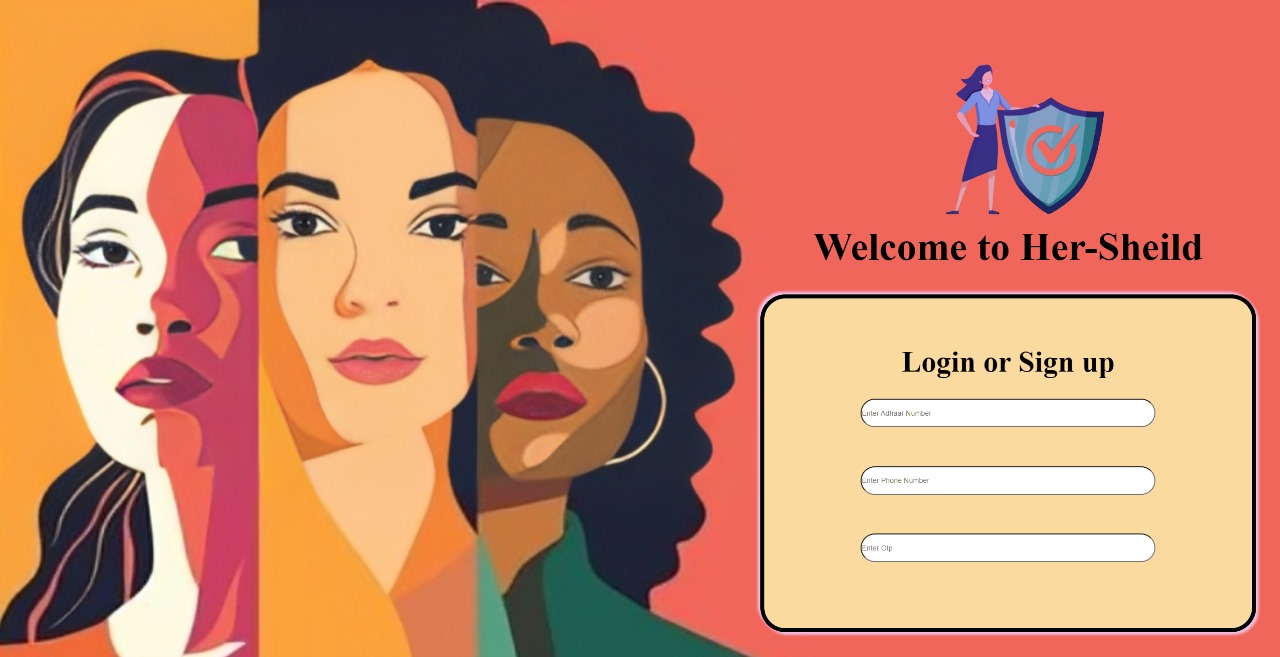 Welcome to Her-Sheild
Login or Sign up
Enter Adhaar Number
Enter Phone Number
Enter Otp